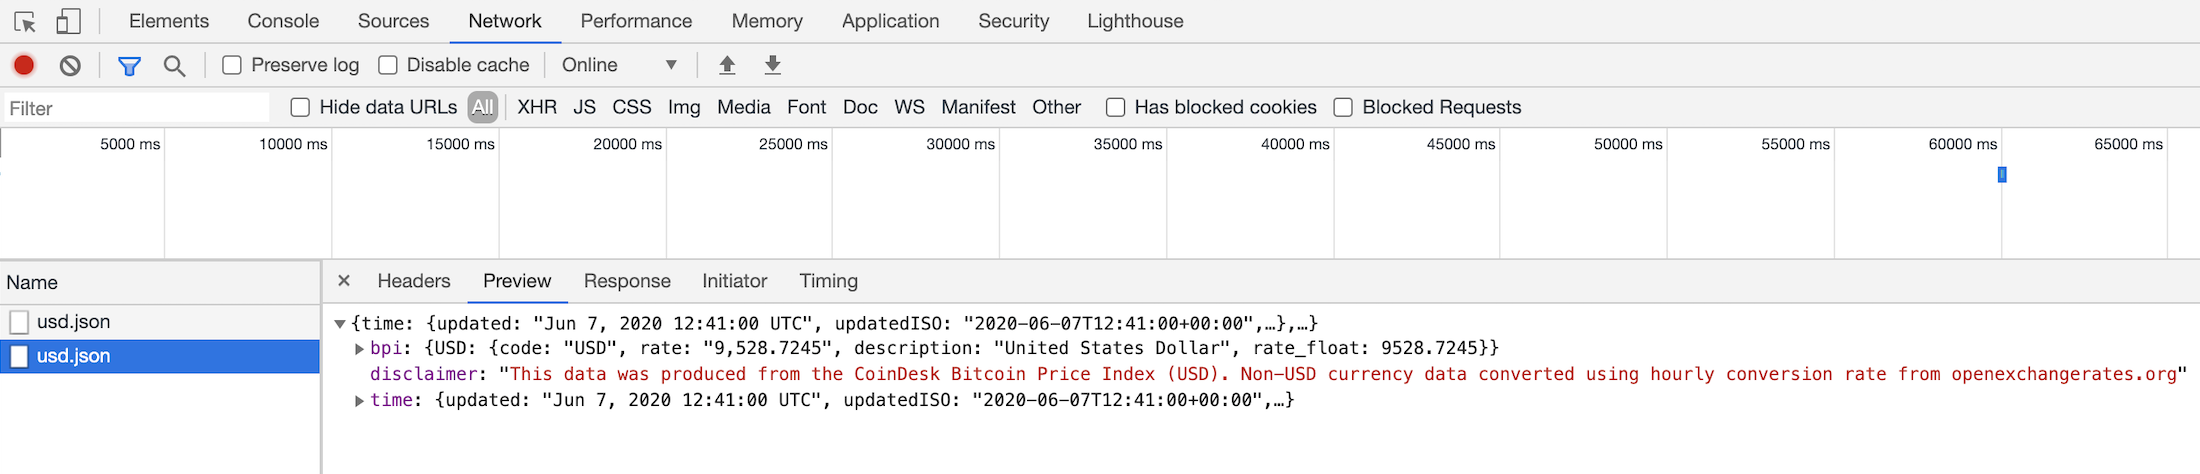 Elements Console Sources Network Performance Memory Application Security Lighthouse
Preserve log Disable cache Online
Filter Hide data URLs All XHR JS CSS Img Media Font Doc WS Manifest Other Has blocked cookies Blocked Requests
5000 ms 10000 ms 15000 ms 20000 ms 25000 ms 30000 ms 35000 ms 40000 ms 45000 ms 50000 ms 55000 ms 60000 ms 65000 ms
Name
usd.json
usd.json
× Headers Preview Response Initiator Timing
▼{time: {updated: "Jun 7, 2020 12:41:00 UTC", updatedISO: "2020-06-07T12:41:00+00:00",…},…}
▶bpi: {USD: {code: "USD", rate: "9,528.7245", description: "United States Dollar", rate_float: 9528.7245}}
disclaimer: "This data was produced from the CoinDesk Bitcoin Price Index (USD). Non-USD currency data converted using hourly conversion rate from openexchangerates.org"
▶time: {updated: "Jun 7, 2020 12:41:00 UTC", updatedISO: "2020-06-07T12:41:00+00:00",…}